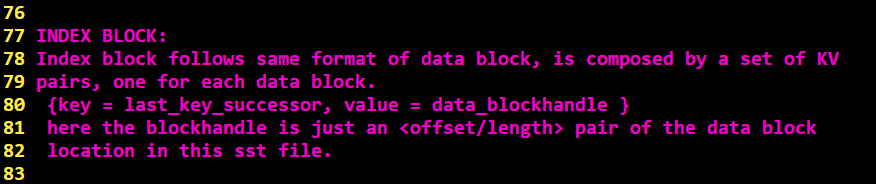 76
77 INDEX BLOCK:
78 Index block follows same format of data block, is composed by a set of KV
79 pairs, one for each data block.
80  {key = last_key_successor, value = data_blockhandle }
81  here the blockhandle is just an <offset/length> pair of the data block
82  location in this sst file.
83